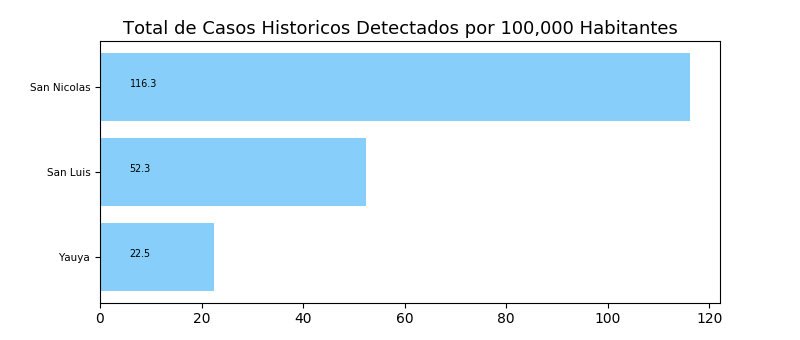 Total de Casos Historicos Detectados por 100,000 Habitantes
San Nicolas
116.3
San Luis
52.3
Yauya
22.5
0 20 40 60 80 100 120